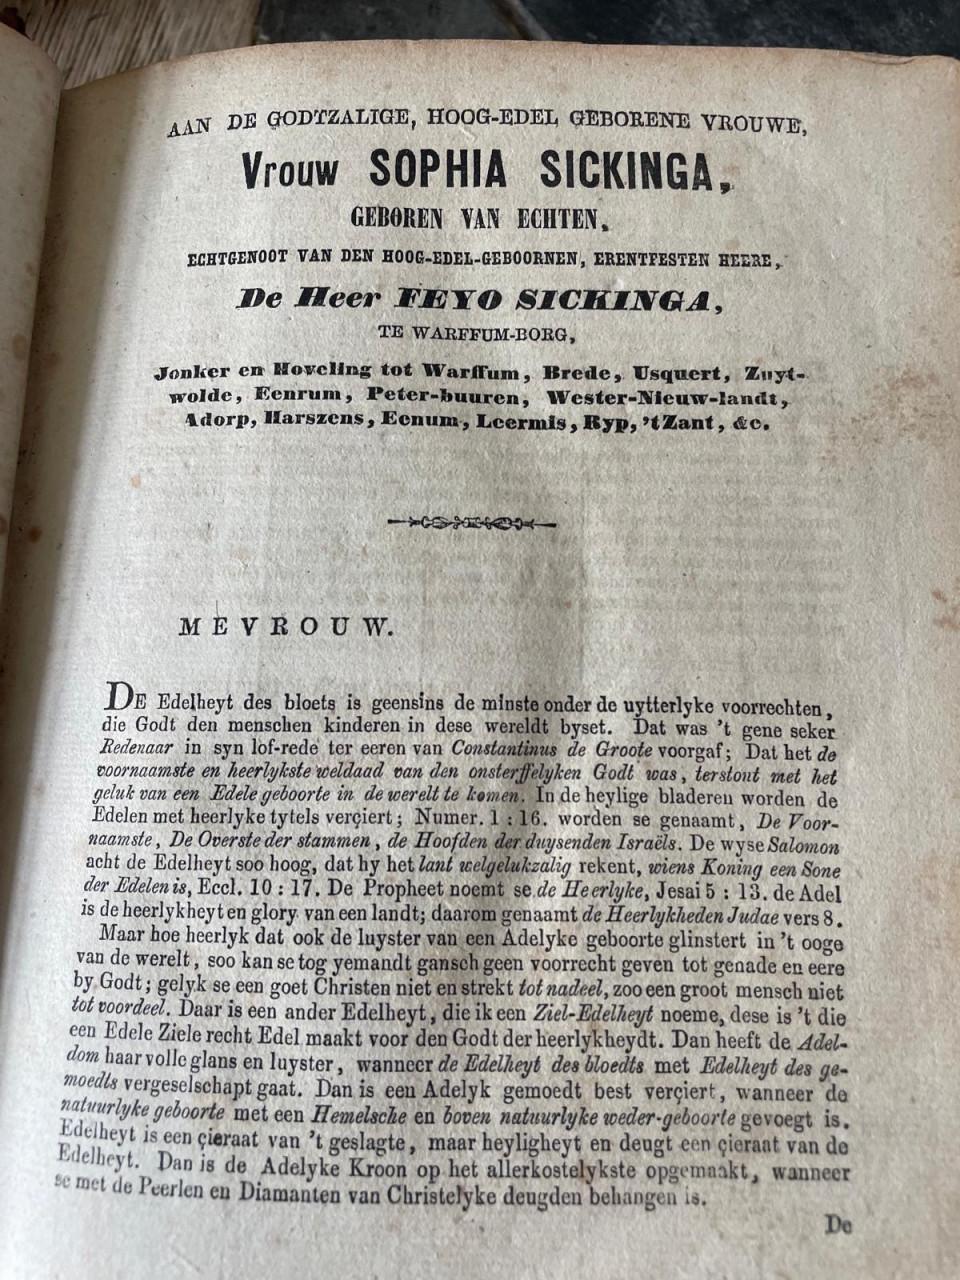 AAN DE GODTZALIGE, HOOG-EDEL GEBORENE VROUWE,
Vrouw SOPHIA SICKINGA,
GEBOREN VAN ECHTEN,
ECHTGENOOT VAN DEN HOOG-EDEL-GEBOORNEN, ERENTFESTEN HEERE,
De Heer FEYO SICKINGA,
TE WARFFUM-BORG,
Jonker en Hoveling tot Warffum, Brede, Usquert, Zuyt-
wolde, Eenrum, Peter-buuren, Wester-Nieuw-landt,
Adorp, Harszens, Eenum, Leermis, Ryp, 'tZant, &c.
MEVROUW.
DE Edelheyt des bloets is geensins de minste onder de uytterlyke voorrechten,
die Godt den menschen kinderen in dese wereldt byset. Dat was 't gene seker
Redenaar in syn lof-rede ter eeren van Constantinus de Groote voorgaf; Dat het de
voornaamste en heerlykste weldaad van den onsterffelyken Godt was, terstont met het
geluk van een Edele geboorte in de werelt te komen. In de heylige bladeren worden de
Edelen met heerlyke tytels verçiert; Numer. 1 : 16. worden se genaamt, De Voor-
naamste, De Overste der stammen, de Hoofden der duysenden Israëls. De wyse Salomon
acht de Edelheyt soo hoog, dat hy het lant welgelukzalig rekent, wiens Koning een Sone
der Edelen is, Eccl. 10 : 17. De Propheet noemt se de Heerlyke, Jesai 5 : 13. de Adel
is de heerlykheyt en glory van een landt; daarom genaamt de Heerlykheden Judae vers 8.
Maar hoe heerlyk dat ook de luyster van een Adelyke geboorte glinstert in 't ooge
van de werelt, soo kan se tog yemandt gansch geen voorrecht geven tot genade en eere
by Godt; gelyk se een goet Christen niet en strekt tot nadeel, zoo een groot mensch niet
tot voordeel. Daar is een ander Edelheyt, die ik een Ziel-Edelheyt noeme, dese is 't die
een Edele Ziele recht Edel maakt voor den Godt der heerlykheydt. Dan heeft de Adel-
dom haar volle glans en luyster, wanneer de Edelheyt des bloedts met Edelheyt des ge-
moedts vergeselschapt gaat. Dan is een Adelyk gemoedt best verçiert, wanneer de
natuurlyke geboorte met een Hemelsche en boven natuurlyke weder-geboorte gevoegt is.
Edelheyt is een çieraat van 't geslagte, maar heyligheyt en deugt een çieraat van de
Edelheyt. Dan is de Adelyke Kroon op het allerkostelykste opgemaakt, wanneer
se met de Peerlen en Diamanten van Christelyke deugden behangen is.
De